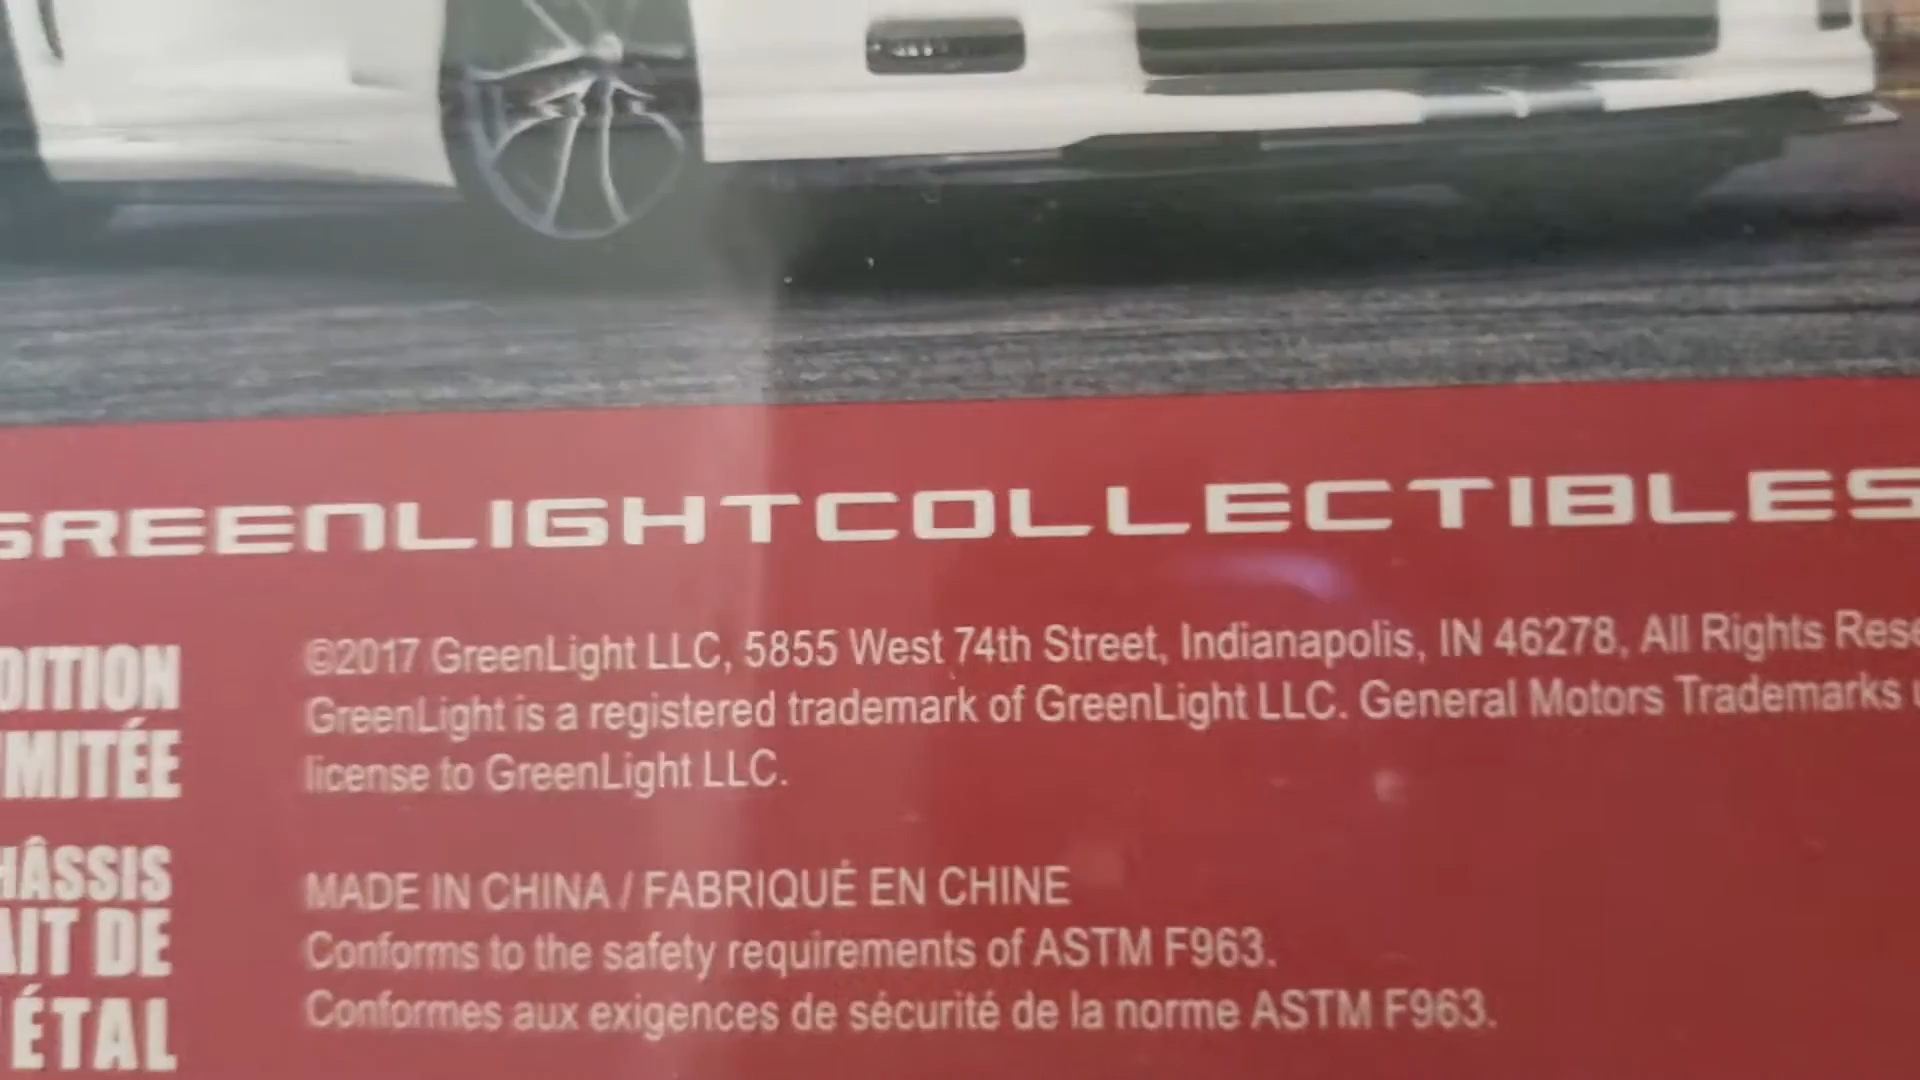 GREENLIGHTCOLLECTIBLES
DITION
MITÉE
HÂSSIS
AIT DE
ÉTAL
©2017 GreenLight LLC, 5855 West 74th Street, Indianapolis, IN 46278, All Rights Rese
GreenLight is a registered trademark of GreenLight LLC. General Motors Trademarks u
license to GreenLight LLC.
MADE IN CHINA / FABRIQUÉ EN CHINE
Conforms to the safety requirements of ASTM F963.
Conformes aux exigences de sécurité de la norme ASTM F963.